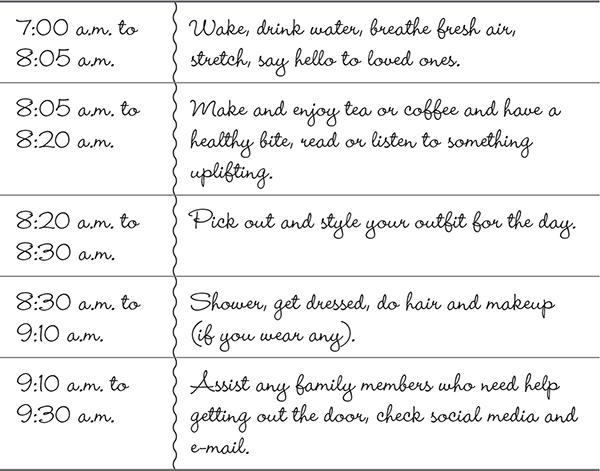 7:00 a.m. to
8:05 a.m.
Wake, drink water, breathe fresh air,
stretch, say hello to loved ones.
8:05 a.m. to
8:20 a.m.
Make and enjoy tea or coffee and have a
healthy bite, read or listen to something
uplifting.
8:20 a.m. to
8:30 a.m.
Pick out and style your outfit for the day.
8:30 a.m. to
9:10 a.m.
Shower, get dressed, do hair and makeup
(if you wear any).
9:10 a.m. to
9:30 a.m.
Assist any family members who need help
getting out the door, check social media and
e-mail.